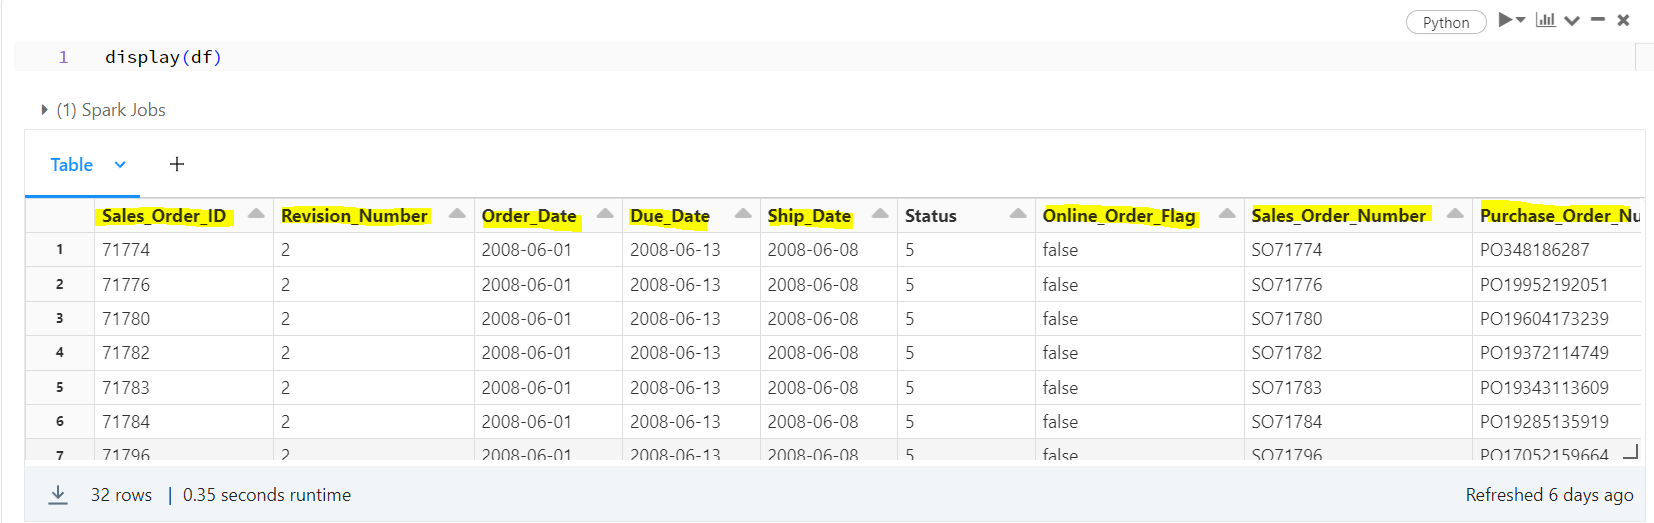 Python
1 display(df)
(1) Spark Jobs
Table +
Sales_Order_ID Revision_Number Order_Date Due_Date Ship_Date Status Online_Order_Flag Sales_Order_Number Purchase_Order_Nu
1 71774 2 2008-06-01 2008-06-13 2008-06-08 5 false SO71774 PO348186287
2 71776 2 2008-06-01 2008-06-13 2008-06-08 5 false SO71776 PO19952192051
3 71780 2 2008-06-01 2008-06-13 2008-06-08 5 false SO71780 PO19604173239
4 71782 2 2008-06-01 2008-06-13 2008-06-08 5 false SO71782 PO19372114749
5 71783 2 2008-06-01 2008-06-13 2008-06-08 5 false SO71783 PO19343113609
6 71784 2 2008-06-01 2008-06-13 2008-06-08 5 false SO71784 PO19285135919
7 71796 2 2008-06-01 2008-06-13 2008-06-08 5 false SO71796 PO17052159664
32 rows | 0.35 seconds runtime Refreshed 6 days ago